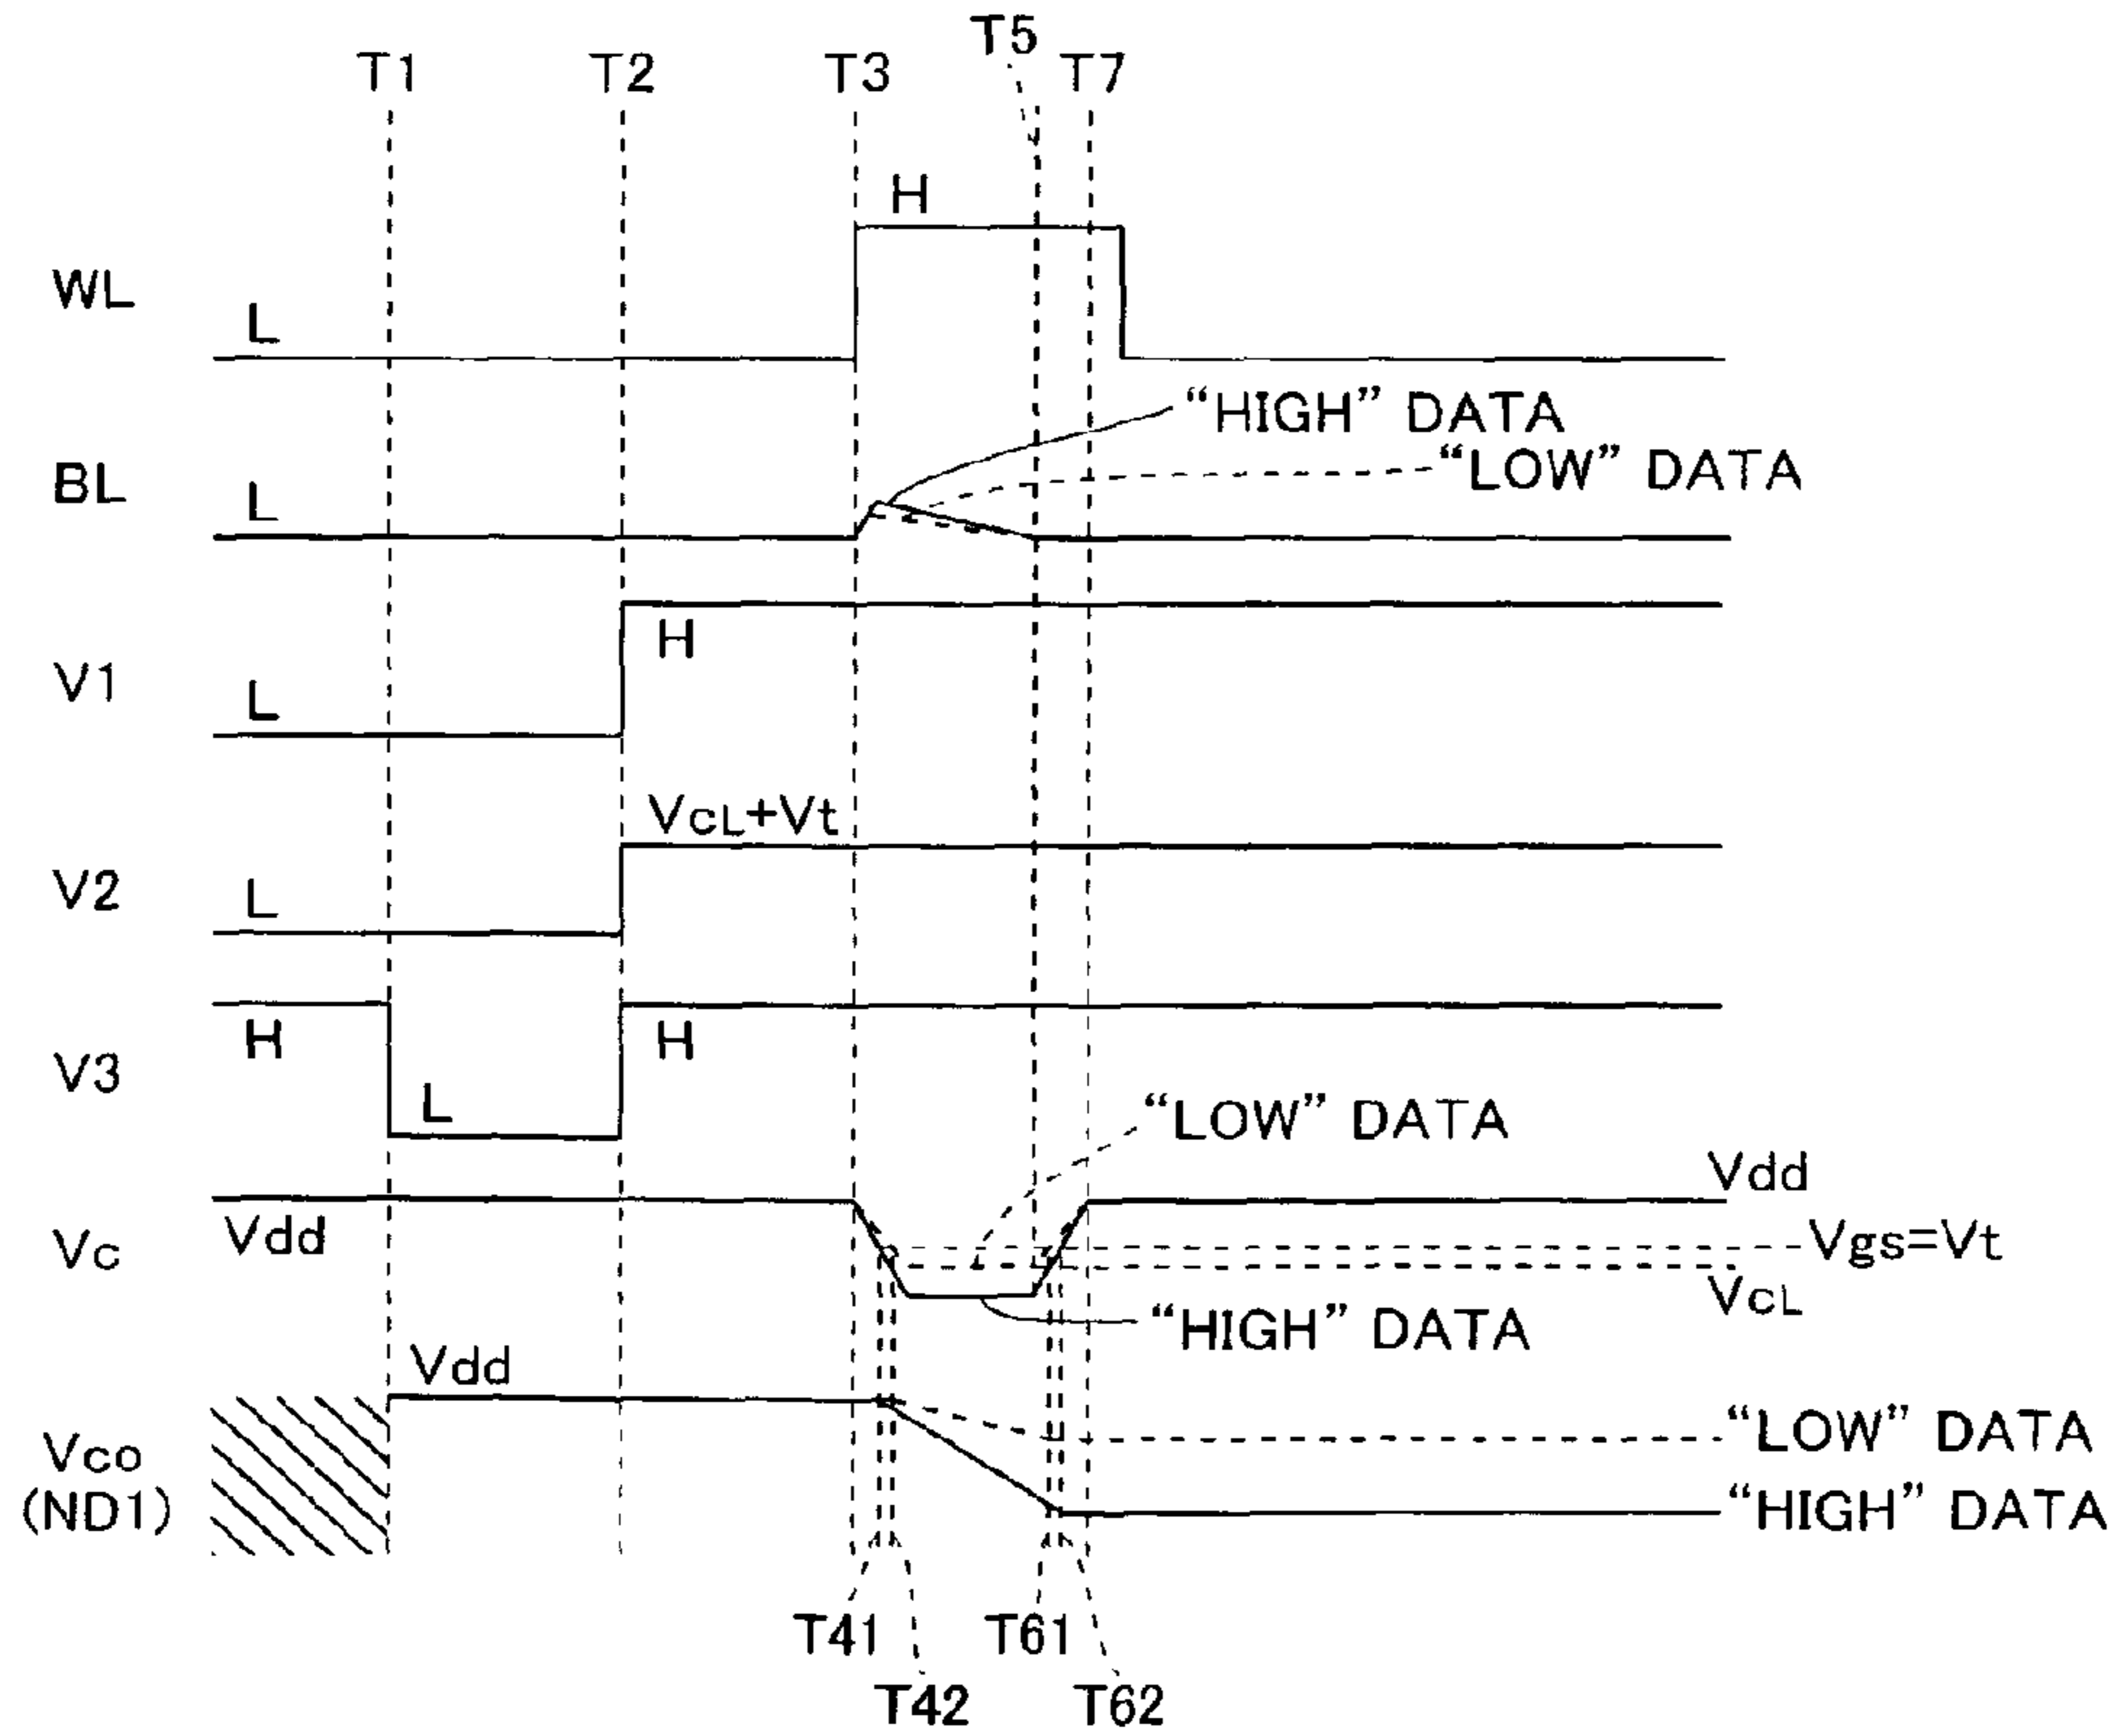 T5
T1 T2 T3 T7
H
WL L
"HIGH" DATA
"LOW" DATA
BL L
H
V1 L
VCL+Vt
V2 L
H H
V3 L
"LOW" DATA
Vdd
Vdd
Vc Vgs=Vt
VCL
"HIGH" DATA
Vdd
"LOW" DATA
Vco
(ND1) "HIGH" DATA
T41 T61
T42 T62